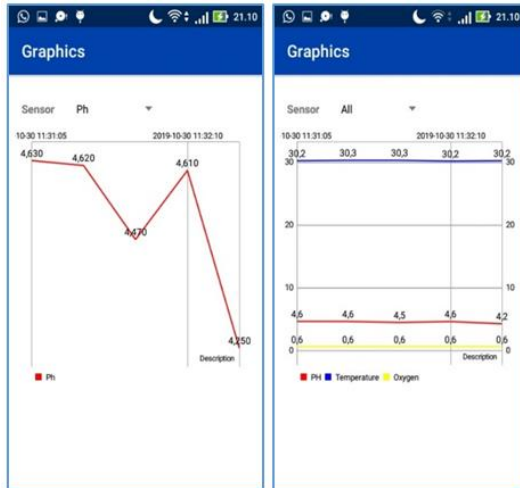 21.10
Graphics
Sensor Ph
10-30 11:31:05 2019-10-30 11:32:10
4,630
4,620
4,610
4,470
4,250
Description
Ph
21.10
Graphics
Sensor All
10-30 11:31:05 2019-10-30 11:32:10
30,2 30,3 30,3 30,2 30,2
30 30
20 20
10 10
4,6 4,6 4,5 4,6 4,2
0,6 0,6 0,6 0,6 0,6
0 0
Description
PH Temperature Oxygen